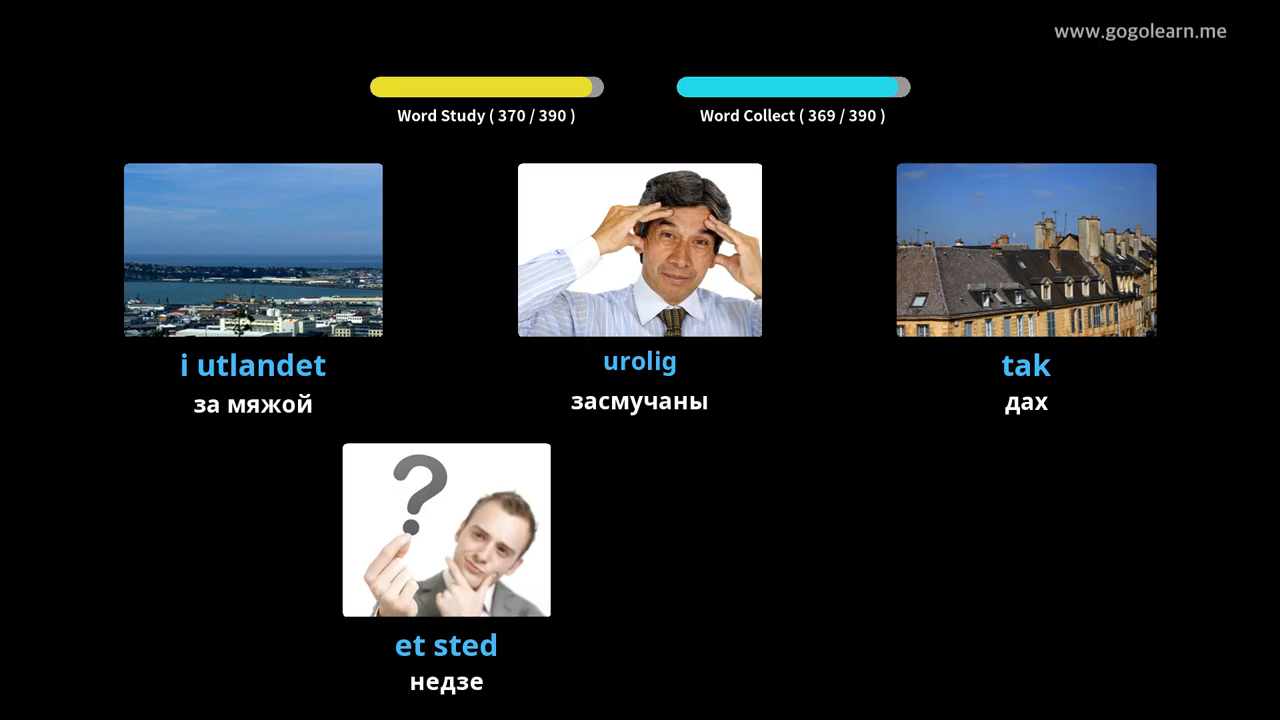 www.gogolearn.me
Word Study ( 370 / 390 )
Word Collect ( 369 / 390 )
i utlandet
за мяжой
urolig
засмучаны
tak
дах
et sted
недзе